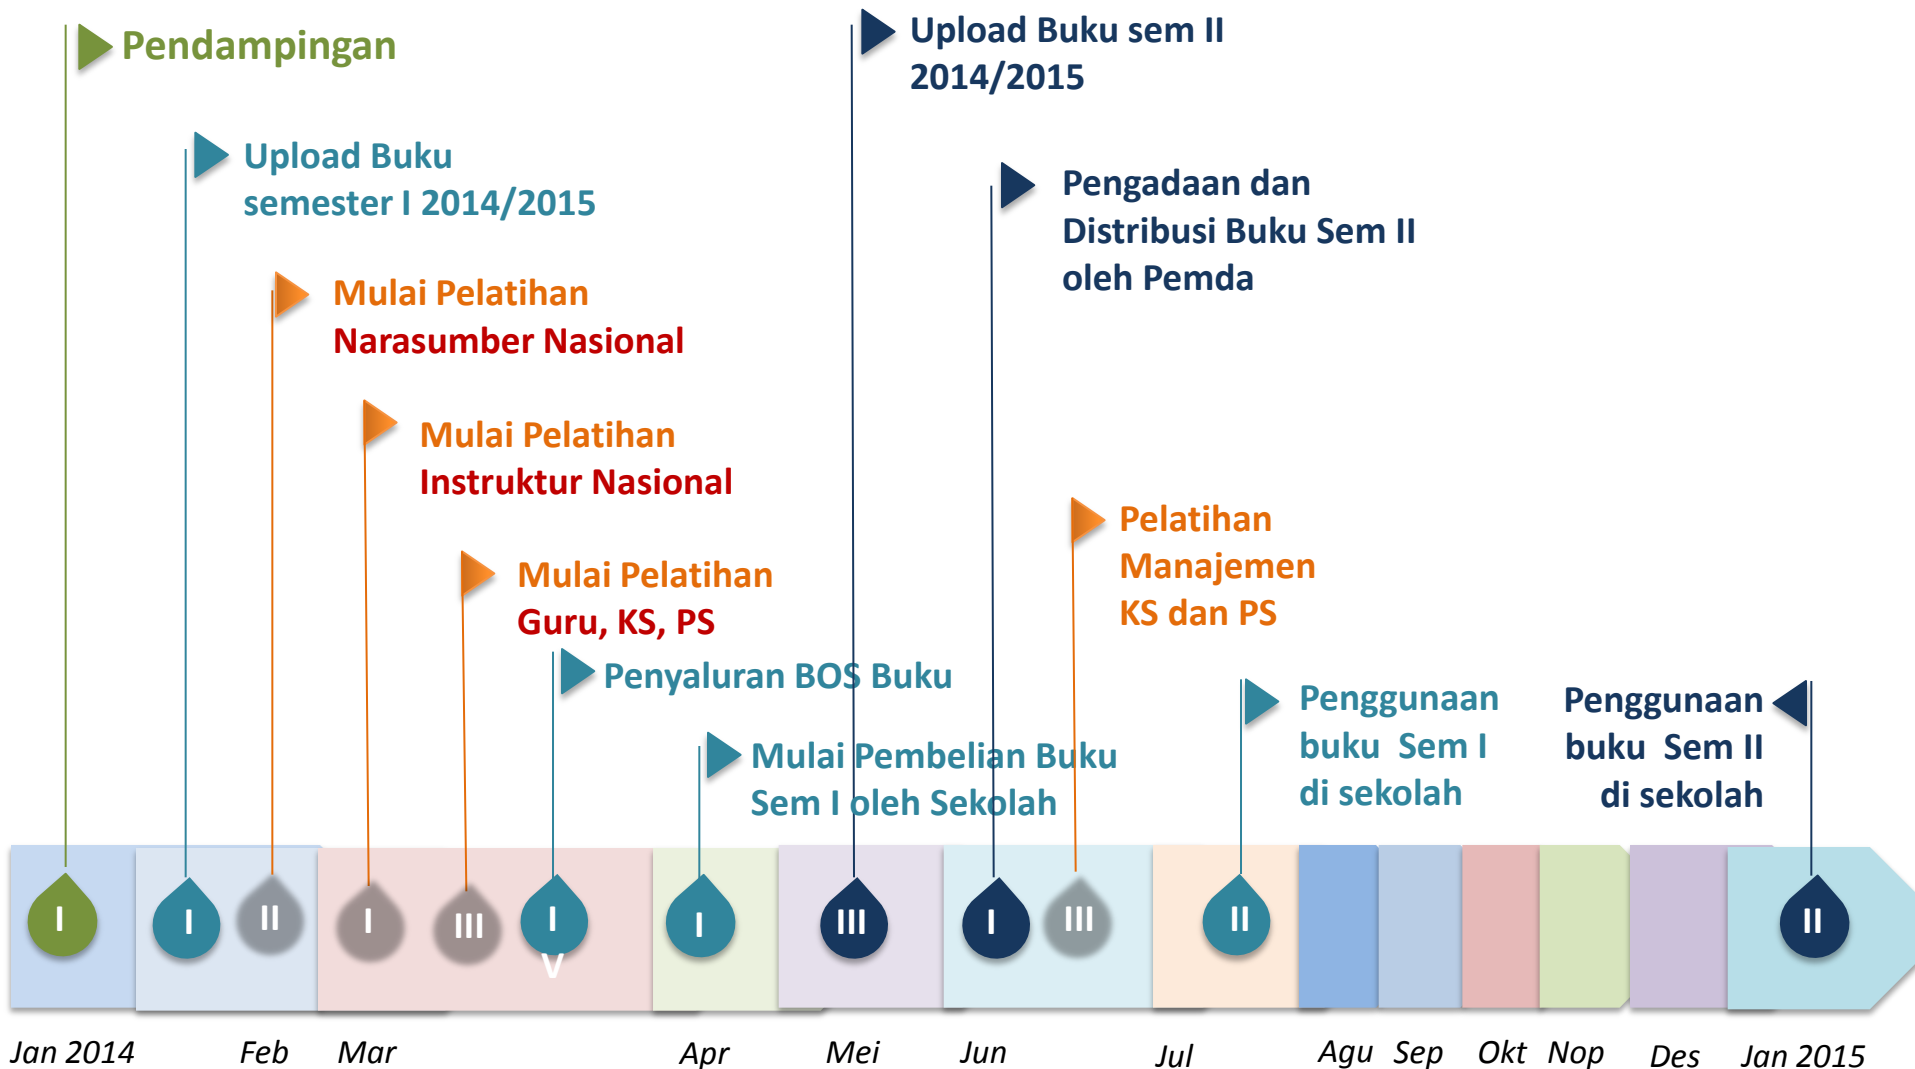 Pendampingan
Upload Buku
semester I 2014/2015
Mulai Pelatihan
Narasumber Nasional
Mulai Pelatihan
Instruktur Nasional
Mulai Pelatihan
Guru, KS, PS
Penyaluran BOS Buku
Mulai Pembelian Buku
Sem I oleh Sekolah
Upload Buku sem II
2014/2015
Pengadaan dan
Distribusi Buku Sem II
oleh Pemda
Pelatihan
Manajemen
KS dan PS
Penggunaan
buku Sem I
di sekolah
Penggunaan
buku Sem II
di sekolah
I
I
II
I
III
I
V
I
III
I
III
II
II
Jan 2014
Feb
Mar
Apr
Mei
Jun
Jul
Agu
Sep
Okt
Nop
Des
Jan 2015